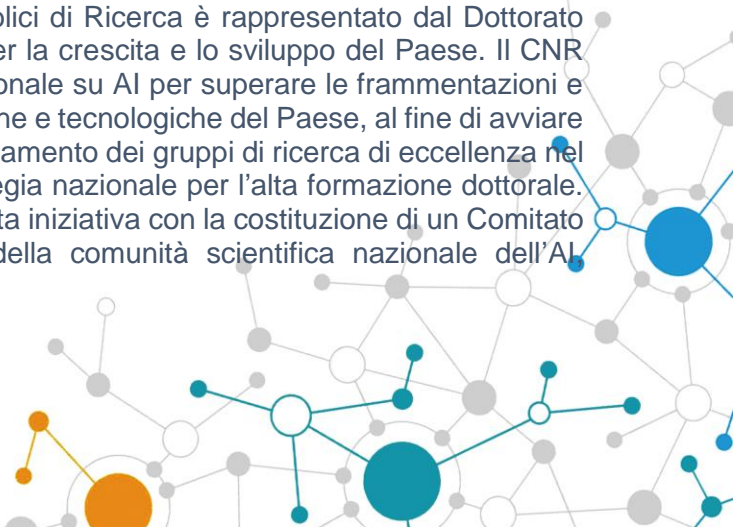 olici di Ricerca è rappresentato dal Dottorato
er la crescita e lo sviluppo del Paese. Il CNR
onale su AI per superare le frammentazioni e
ne e tecnologiche del Paese, al fine di avviare
amento dei gruppi di ricerca di eccellenza nel
egia nazionale per l’alta formazione dottorale.
ta iniziativa con la costituzione di un Comitato
della comunità scientifica nazionale dell’AI,